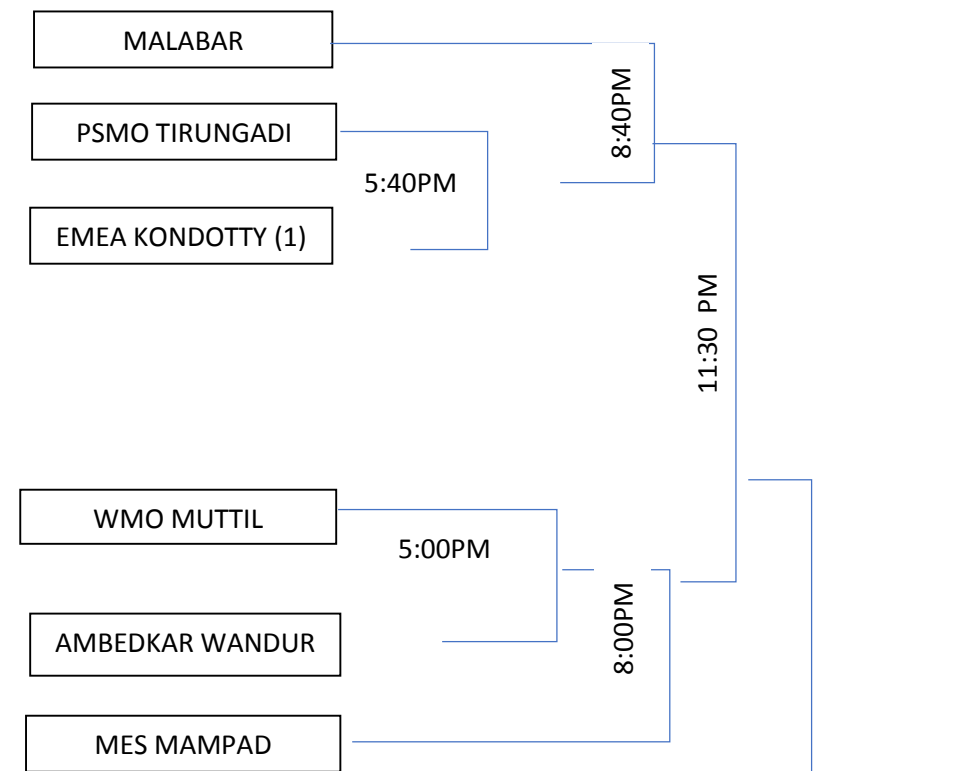 MALABAR
8:40PM
PSMO TIRUNGADI
5:40PM
EMEA KONDOTTY (1)
11:30 PM
WMO MUTTIL
5:00PM
8:00PM
AMBEDKAR WANDUR
MES MAMPAD